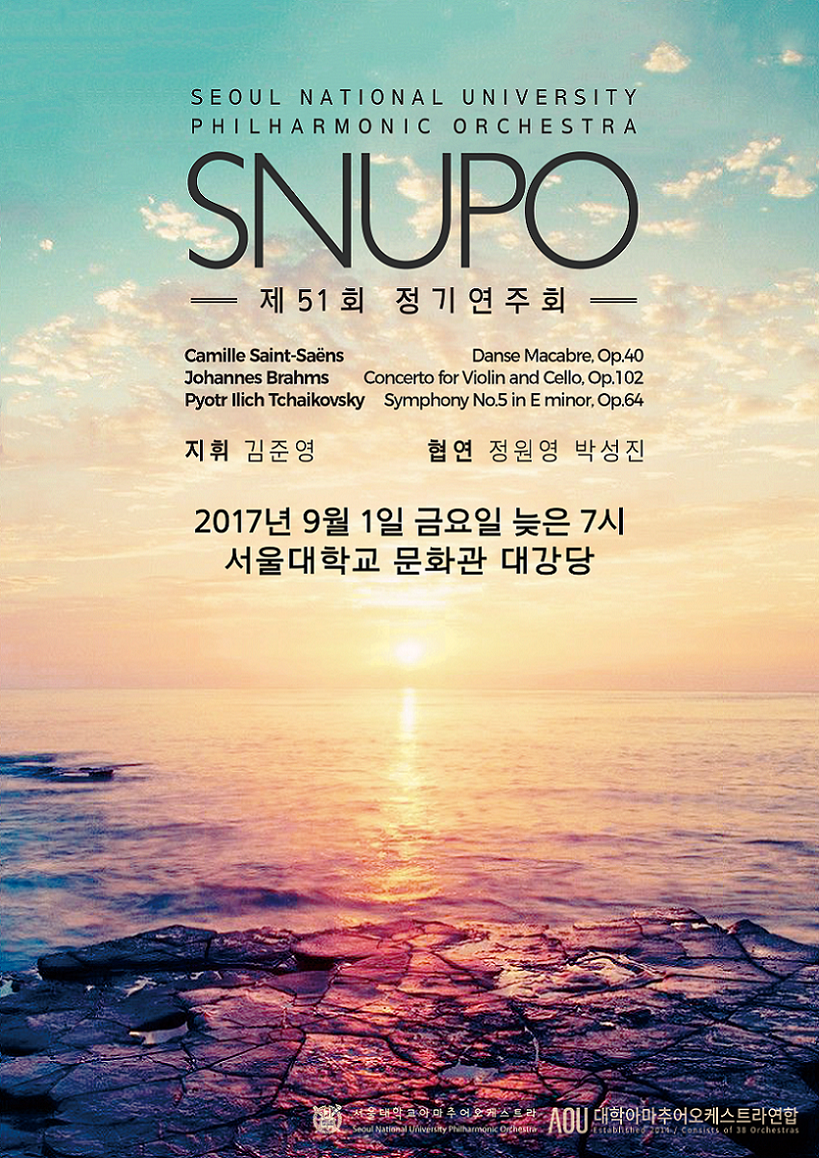 SEOUL NATIONAL UNIVERSITY
PHILHARMONIC ORCHESTRA
SNUPO
제51회 정기연주회
Camille Saint-Saëns Danse Macabre, Op.40
Johannes Brahms Concerto for Violin and Cello, Op.102
Pyotr Ilich Tchaikovsky Symphony No.5 in E minor, Op.64
지휘 김준영 협연 정원영 박성진
2017년 9월 1일 금요일 늦은 7시
서울대학교 문화관 대강당
서울대학교아마추어오케스트라
Seoul National University Philharmonic Orchestra
AOU 대학아마추어오케스트라연합
Established 2014 / Consists of 38 Orchestras